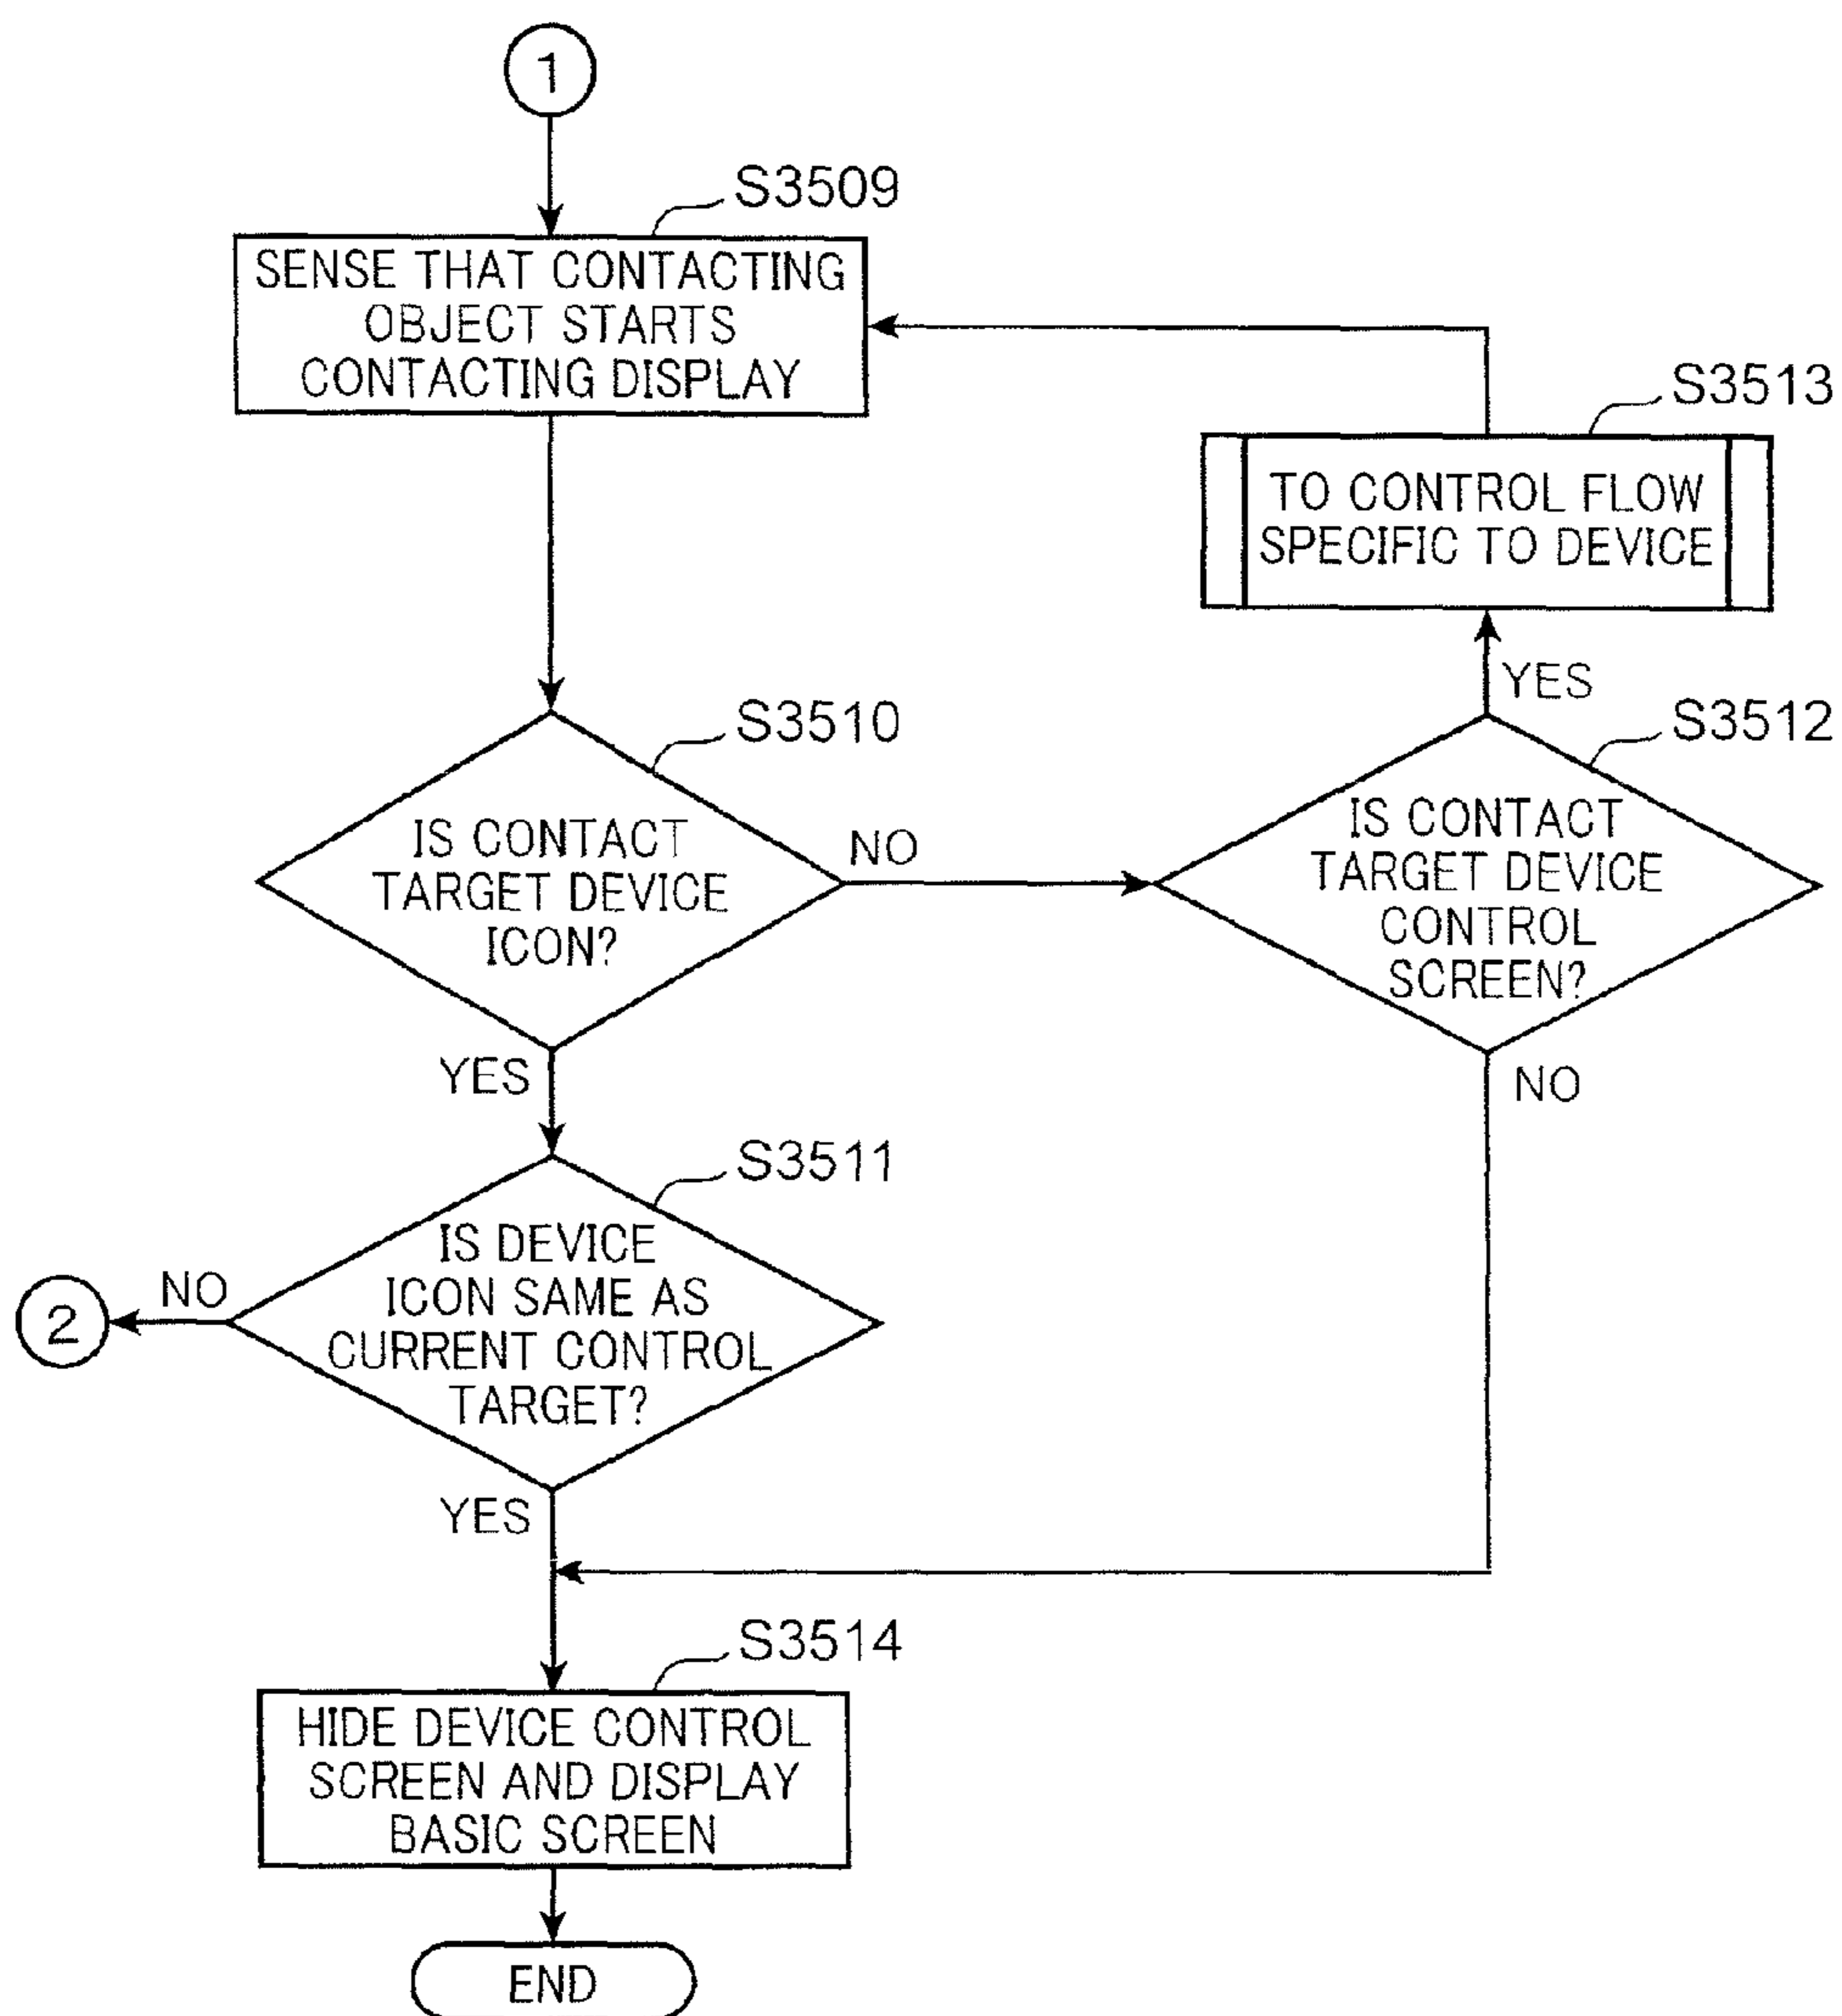 1
S3509
SENSE THAT CONTACTING
OBJECT STARTS
CONTACTING DISPLAY
S3513
TO CONTROL FLOW
SPECIFIC TO DEVICE
YES
S3510
S3512
IS CONTACT
TARGET DEVICE
ICON?
NO
IS CONTACT
TARGET DEVICE
CONTROL
SCREEN?
YES
NO
S3511
IS DEVICE
ICON SAME AS
CURRENT CONTROL
TARGET?
NO
2
YES
S3514
HIDE DEVICE CONTROL
SCREEN AND DISPLAY
BASIC SCREEN
END